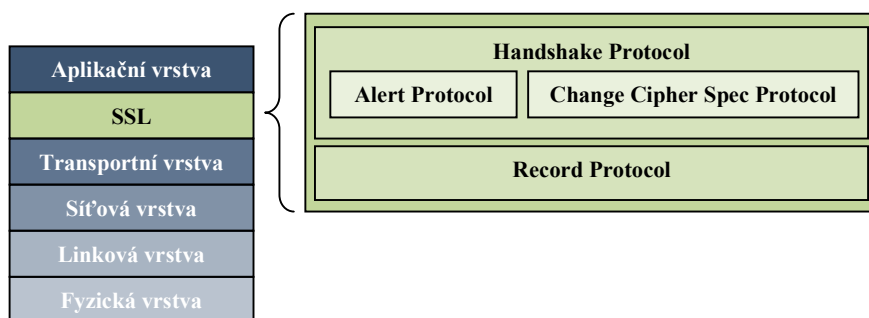 Aplikační vrstva
SSL
Transportní vrstva
Síťová vrstva
Linková vrstva
Fyzická vrstva
Handshake Protocol
Alert Protocol
Change Cipher Spec Protocol
Record Protocol